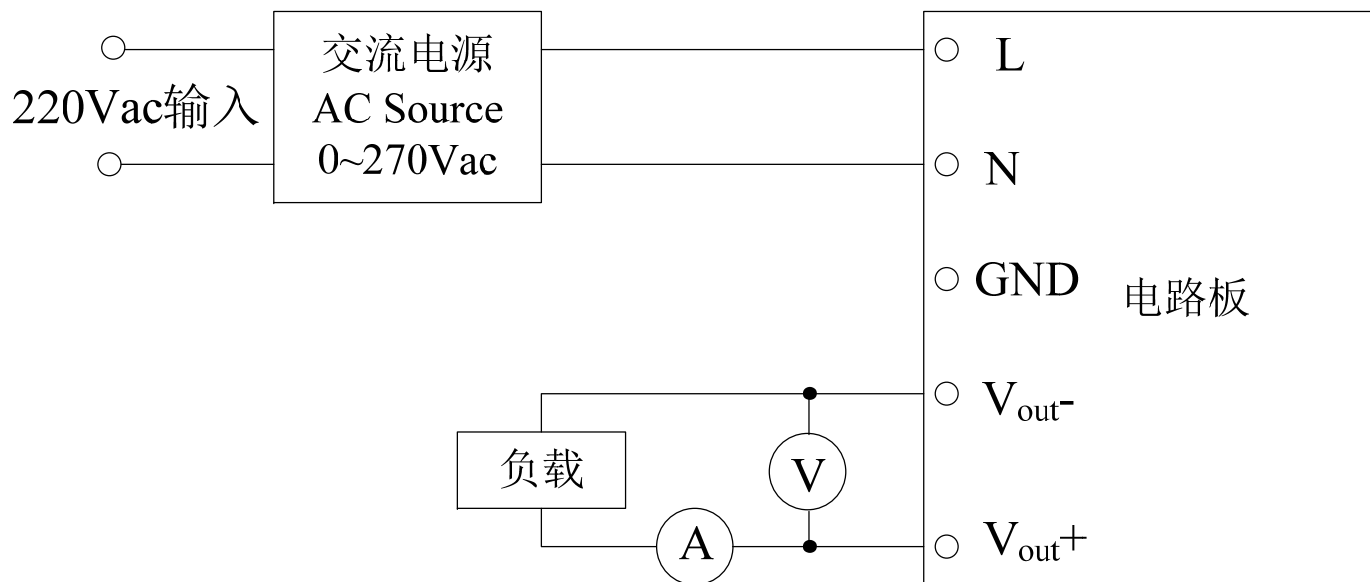 220Vac输入
交流电源
AC Source
0~270Vac
L
N
GND
电路板
Vout-
负载
V
A
Vout+